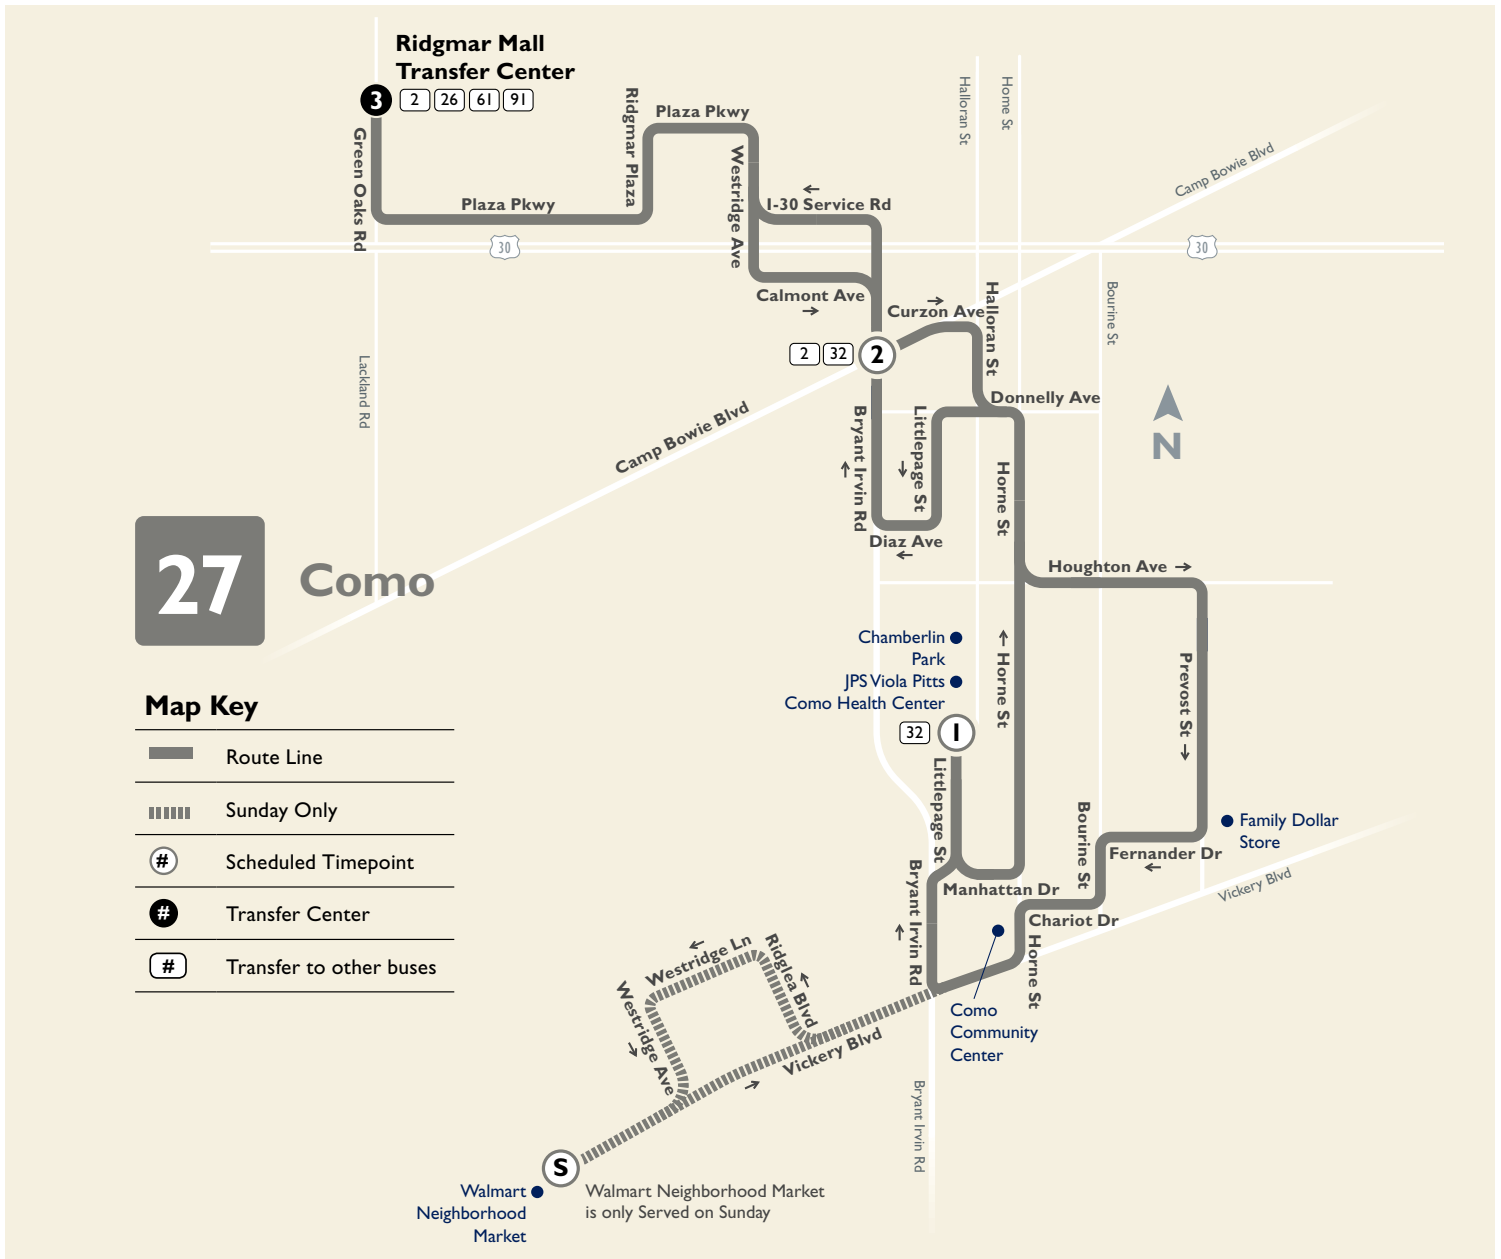 Ridgmar Mall
Transfer Center
3
2
26
61
91
Green Oaks Rd
Plaza Pkwy
Ridgmar Plaza
Plaza Pkwy
Westridge Ave
I-30 Service Rd
Calmont Ave
30
30
Halloran St
Home St
Camp Bowie Blvd
Bourine St
Lackland Rd
Curzon Ave
Halloran St
2
32
2
Donnelly Ave
Camp Bowie Blvd
Bryant Irvin Rd
Littlepage St
Horne St
Diaz Ave
N
27
Como
Houghton Ave
Chamberlin
Park
JPS Viola Pitts
Como Health Center
32
1
Horne St
Prevost St
Map Key
Route Line
Sunday Only
# Scheduled Timepoint
# Transfer Center
# Transfer to other buses
Littlepage St
Bourine St
Family Dollar
Store
Fernander Dr
Vickery Blvd
Manhattan Dr
Chariot Dr
Bryant Irvin Rd
Horne St
Como
Community
Center
Westridge Ln
Ridglea Blvd
Westridge Ave
Vickery Blvd
Bryant Irvin Rd
S
Walmart
Neighborhood
Market
Walmart Neighborhood Market
is only Served on Sunday